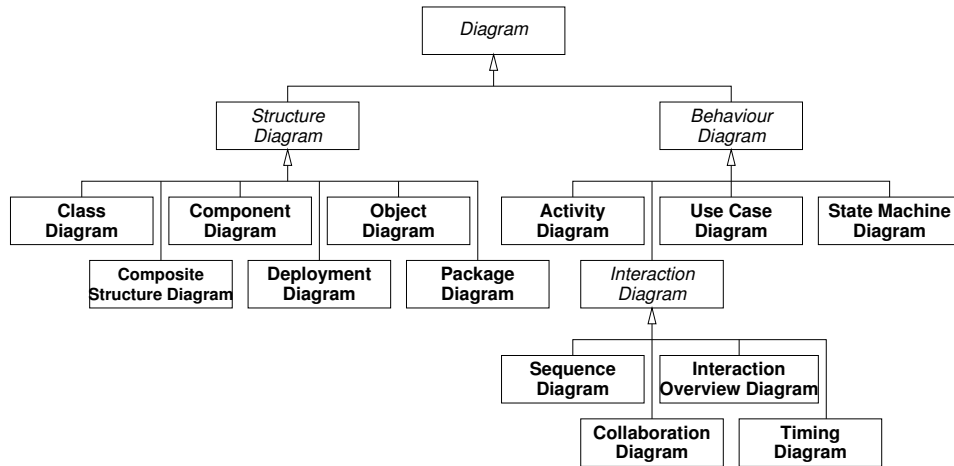 Diagram
Structure
Diagram
Behaviour
Diagram
Class
Diagram
Component
Diagram
Object
Diagram
Activity
Diagram
Use Case
Diagram
State Machine
Diagram
Composite
Structure Diagram
Deployment
Diagram
Package
Diagram
Interaction
Diagram
Sequence
Diagram
Interaction
Overview Diagram
Collaboration
Diagram
Timing
Diagram